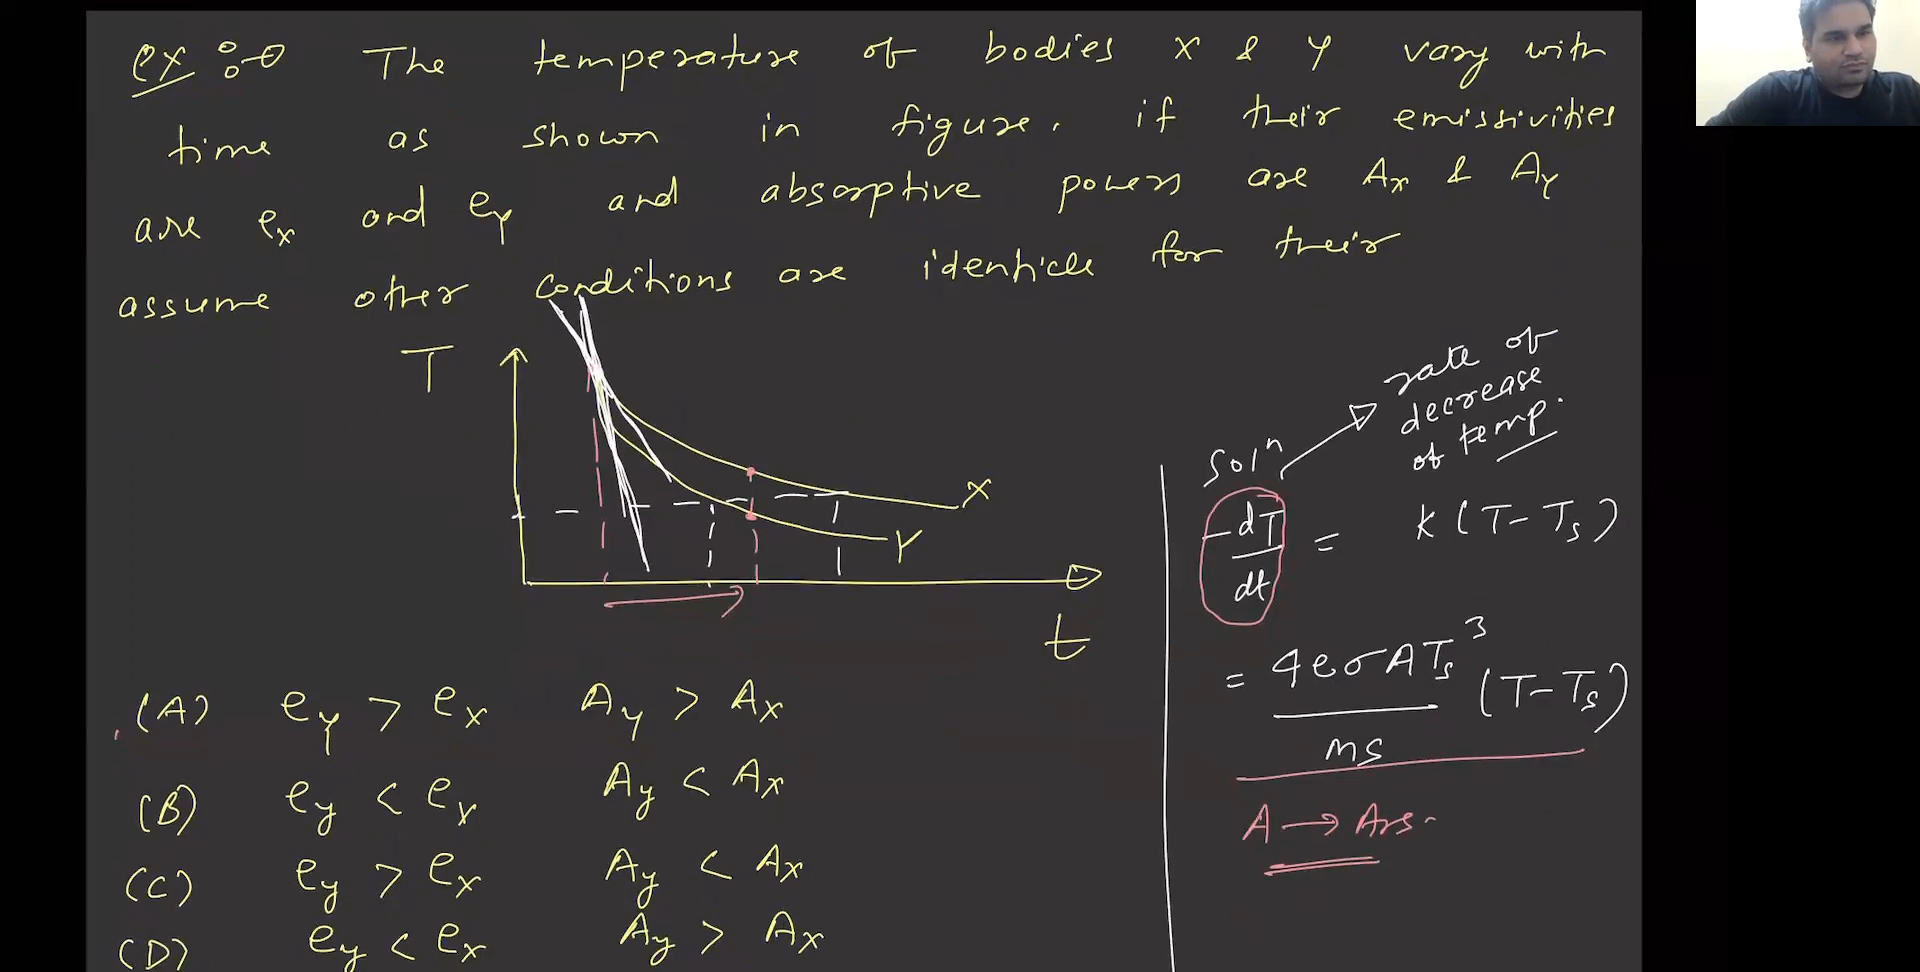 ex :- The temperature of bodies x & y vary with
time as shown in figure. if their emissivities
are ex and ey and absorptive powers are Ax & Ay
assume other conditions are identicle for their
T
X
Y
t
(A) ey > ex Ay > Ax
(B) ey < ex Ay < Ax
(C) ey > ex Ay < Ax
(D) ey < ex Ay > Ax
rate of
decrease
of temp.
Solⁿ
-dT/dt = K(T-Ts)
= 4eσATs³/ms (T-Ts)
A → Ars.